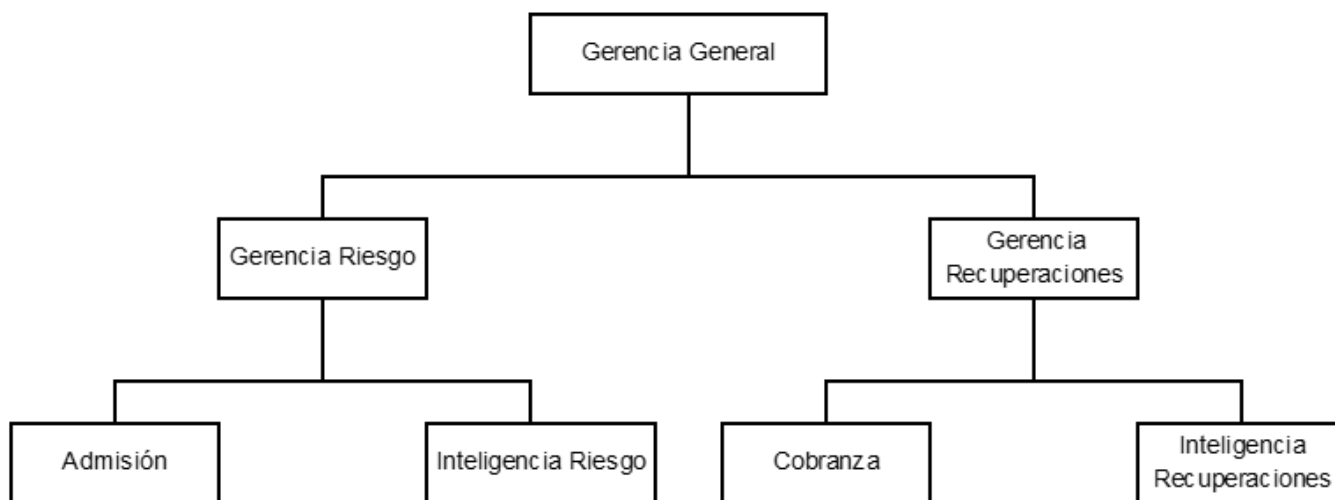 Gerencia General
Gerencia Riesgo
Gerencia
Recuperaciones
Admisión
Inteligencia Riesgo
Cobranza
Inteligencia
Recuperaciones